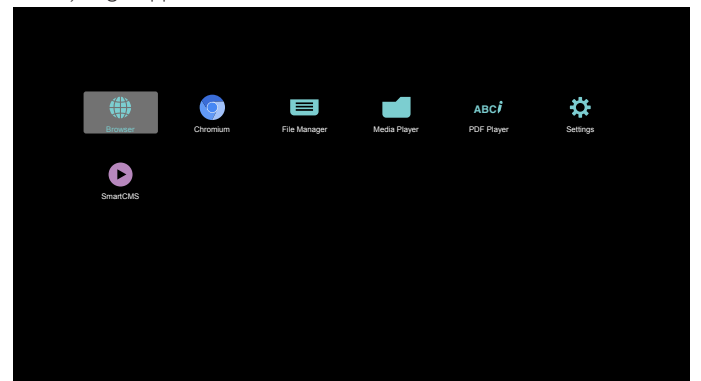 Browser
Chromium
File Manager
Media Player
ABCi
PDF Player
Settings
SmartCMS